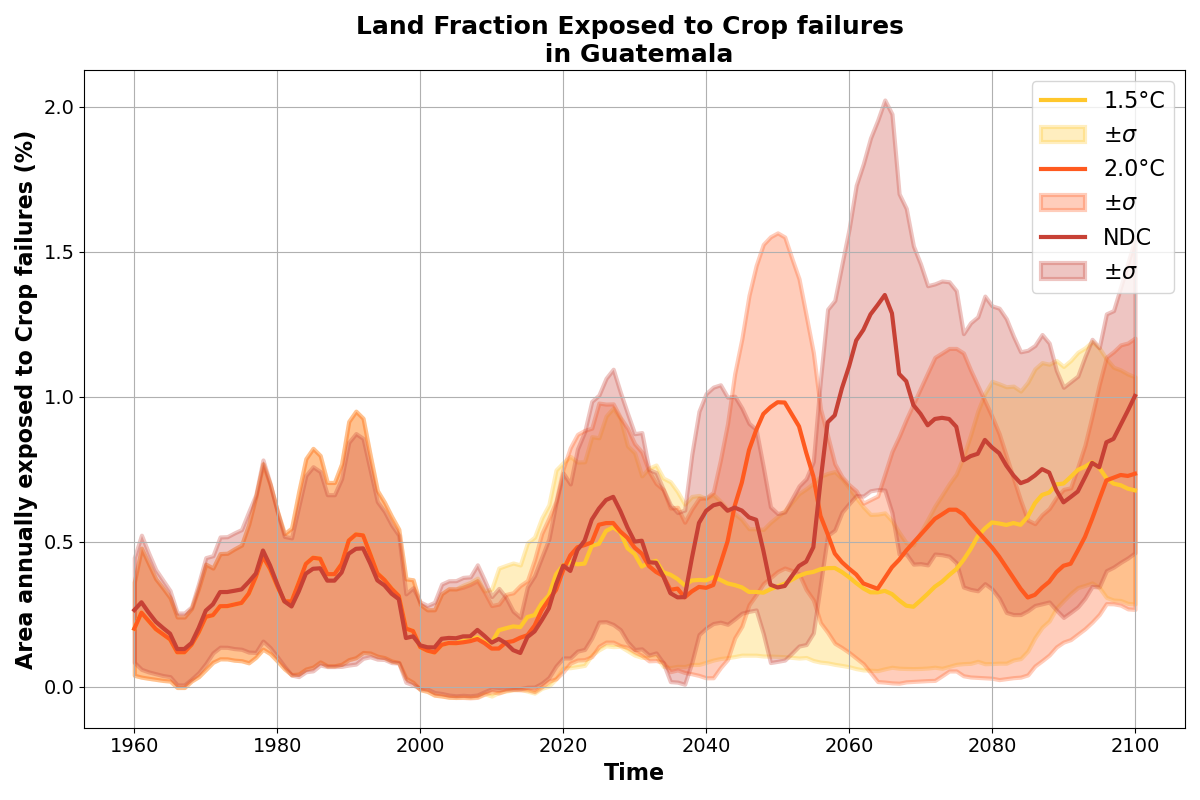 Land Fraction Exposed to Crop failures
in Guatemala
Area annually exposed to Crop failures (%)
2.0
1.5
1.0
0.5
0.0
1.5°C
±σ
2.0°C
±σ
NDC
±σ
1960
1980
2000
2020
2040
2060
2080
2100
Time